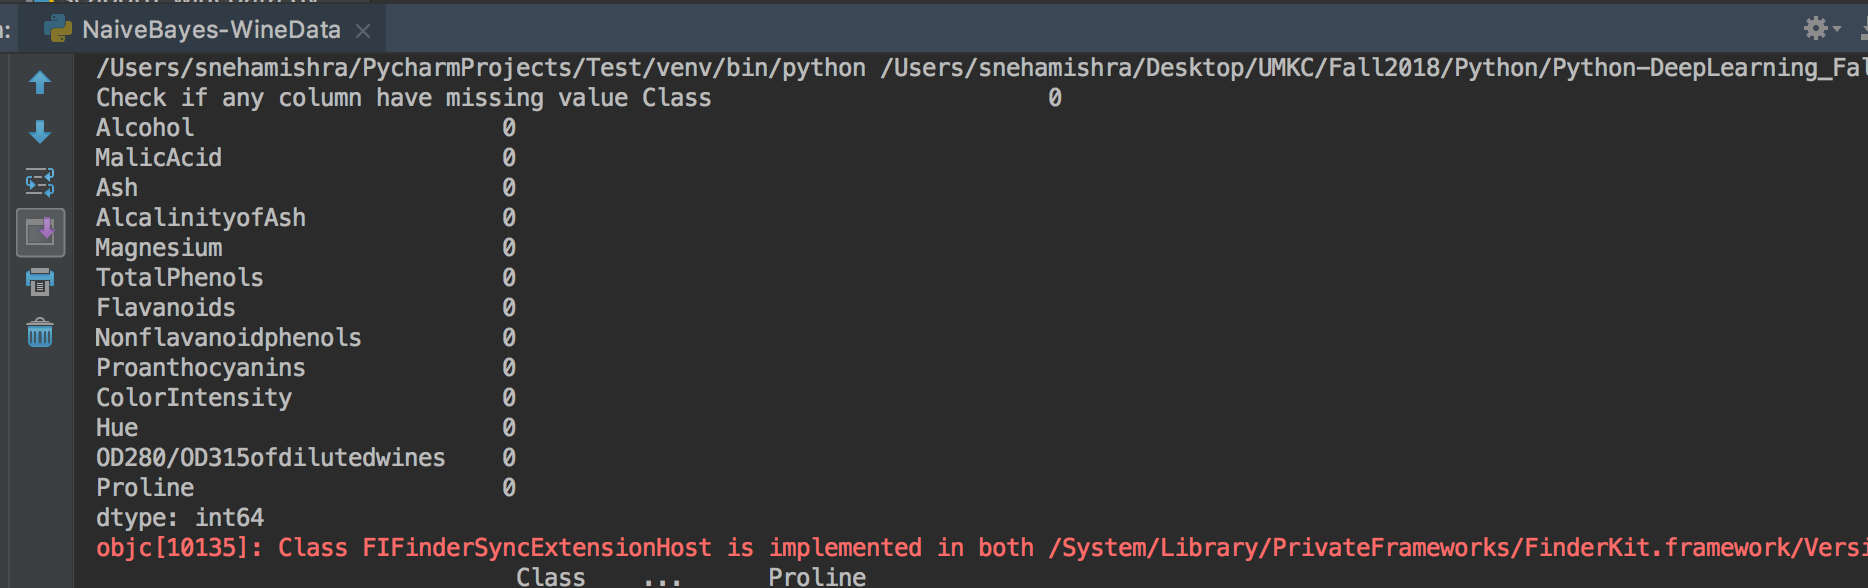 NaiveBayes-WineData
/Users/snehamishra/PycharmProjects/Test/venv/bin/python /Users/snehamishra/Desktop/UMKC/Fall2018/Python/Python-DeepLearning_Fal
Check if any column have missing value Class 0
Alcohol 0
MalicAcid 0
Ash 0
AlcalinityofAsh 0
Magnesium 0
TotalPhenols 0
Flavanoids 0
Nonflavanoidphenols 0
Proanthocyanins 0
ColorIntensity 0
Hue 0
OD280/OD315ofdilutedwines 0
Proline 0
dtype: int64
objc[10135]: Class FIFinderSyncExtensionHost is implemented in both /System/Library/PrivateFrameworks/FinderKit.framework/Versi
Class ... Proline